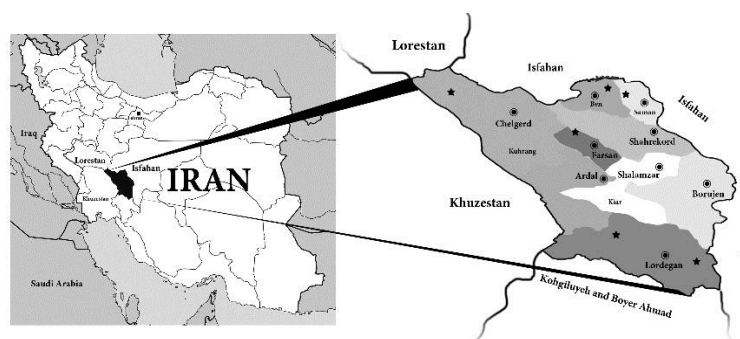 Iraq
Tehran
Lorestan
Isfahan
IRAN
Khuzestan
Saudi Arabia
Lorestan
Isfahan
Isfahan
Ben
Saman
Chelgerd
Shahrekord
Kuhrang
Farsan
Ardal
Shalamzar
Borujen
Khuzestan
Kiar
Lordegan
Kohgiluyeh and Boyer Ahmad